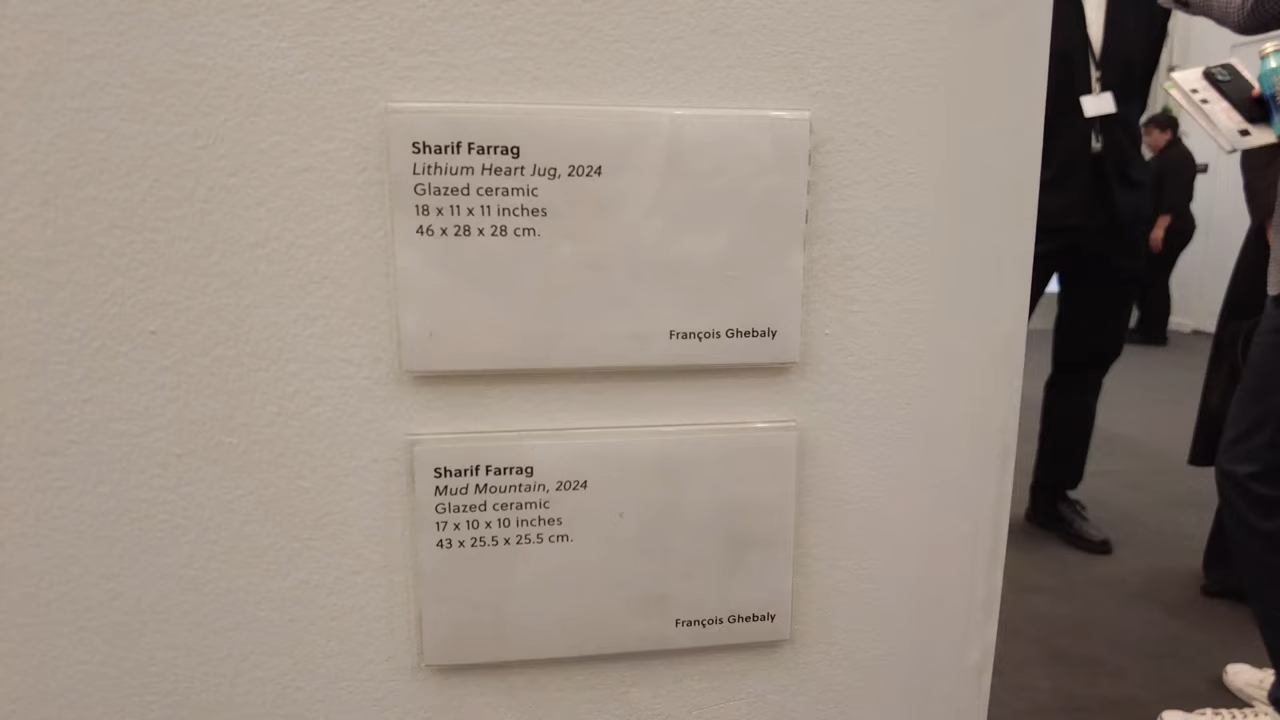 Sharif Farrag
Lithium Heart Jug, 2024
Glazed ceramic
18 x 11 x 11 inches
46 x 28 x 28 cm.
François Ghebaly
Sharif Farrag
Mud Mountain, 2024
Glazed ceramic
17 x 10 x 10 inches
43 x 25.5 x 25.5 cm.
François Ghebaly